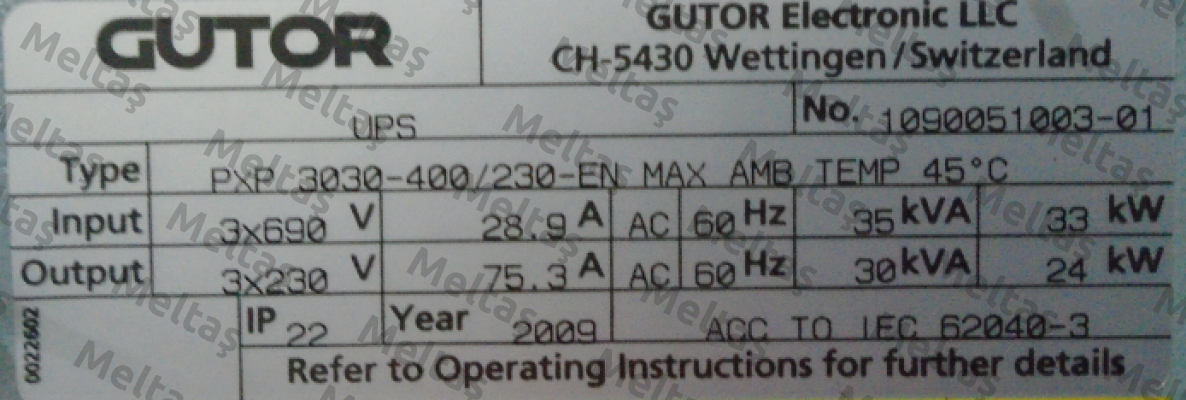 GUTOR
GUTOR Electronic LLC
CH-5430 Wettingen/Switzerland
UPS
No. 1090051003-01
Type PXP 3030-400/230-EN MAX AMB TEMP 45°C
Input 3x690 V 28.9 A AC 60 Hz 35 kVA 33 kW
Output 3x230 V 75.3 A AC 60 Hz 30 kVA 24 kW
IP 22 Year 2009 ACC TO IEC 62040-3
Refer to Operating Instructions for further details
0022602
Meltaş